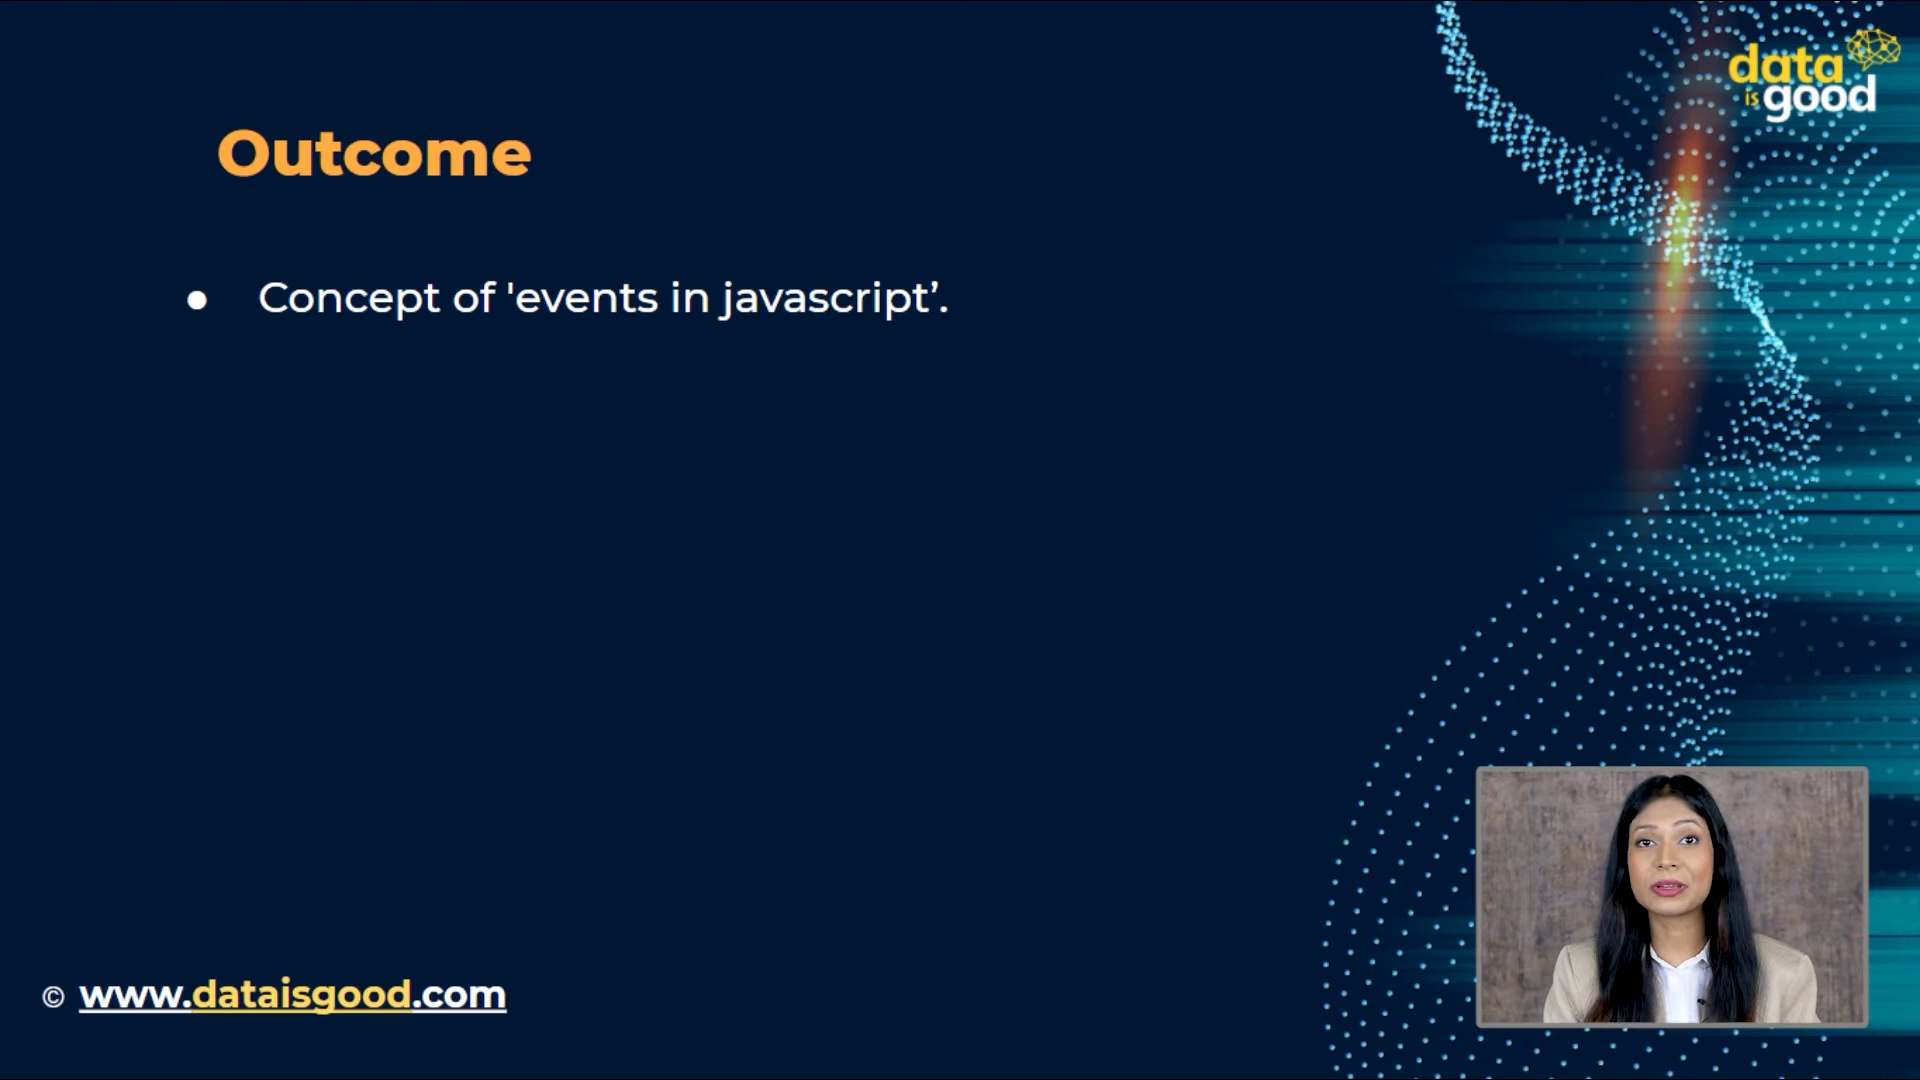 data
is good
Outcome
● Concept of 'events in javascript’.
© www.dataisgood.com